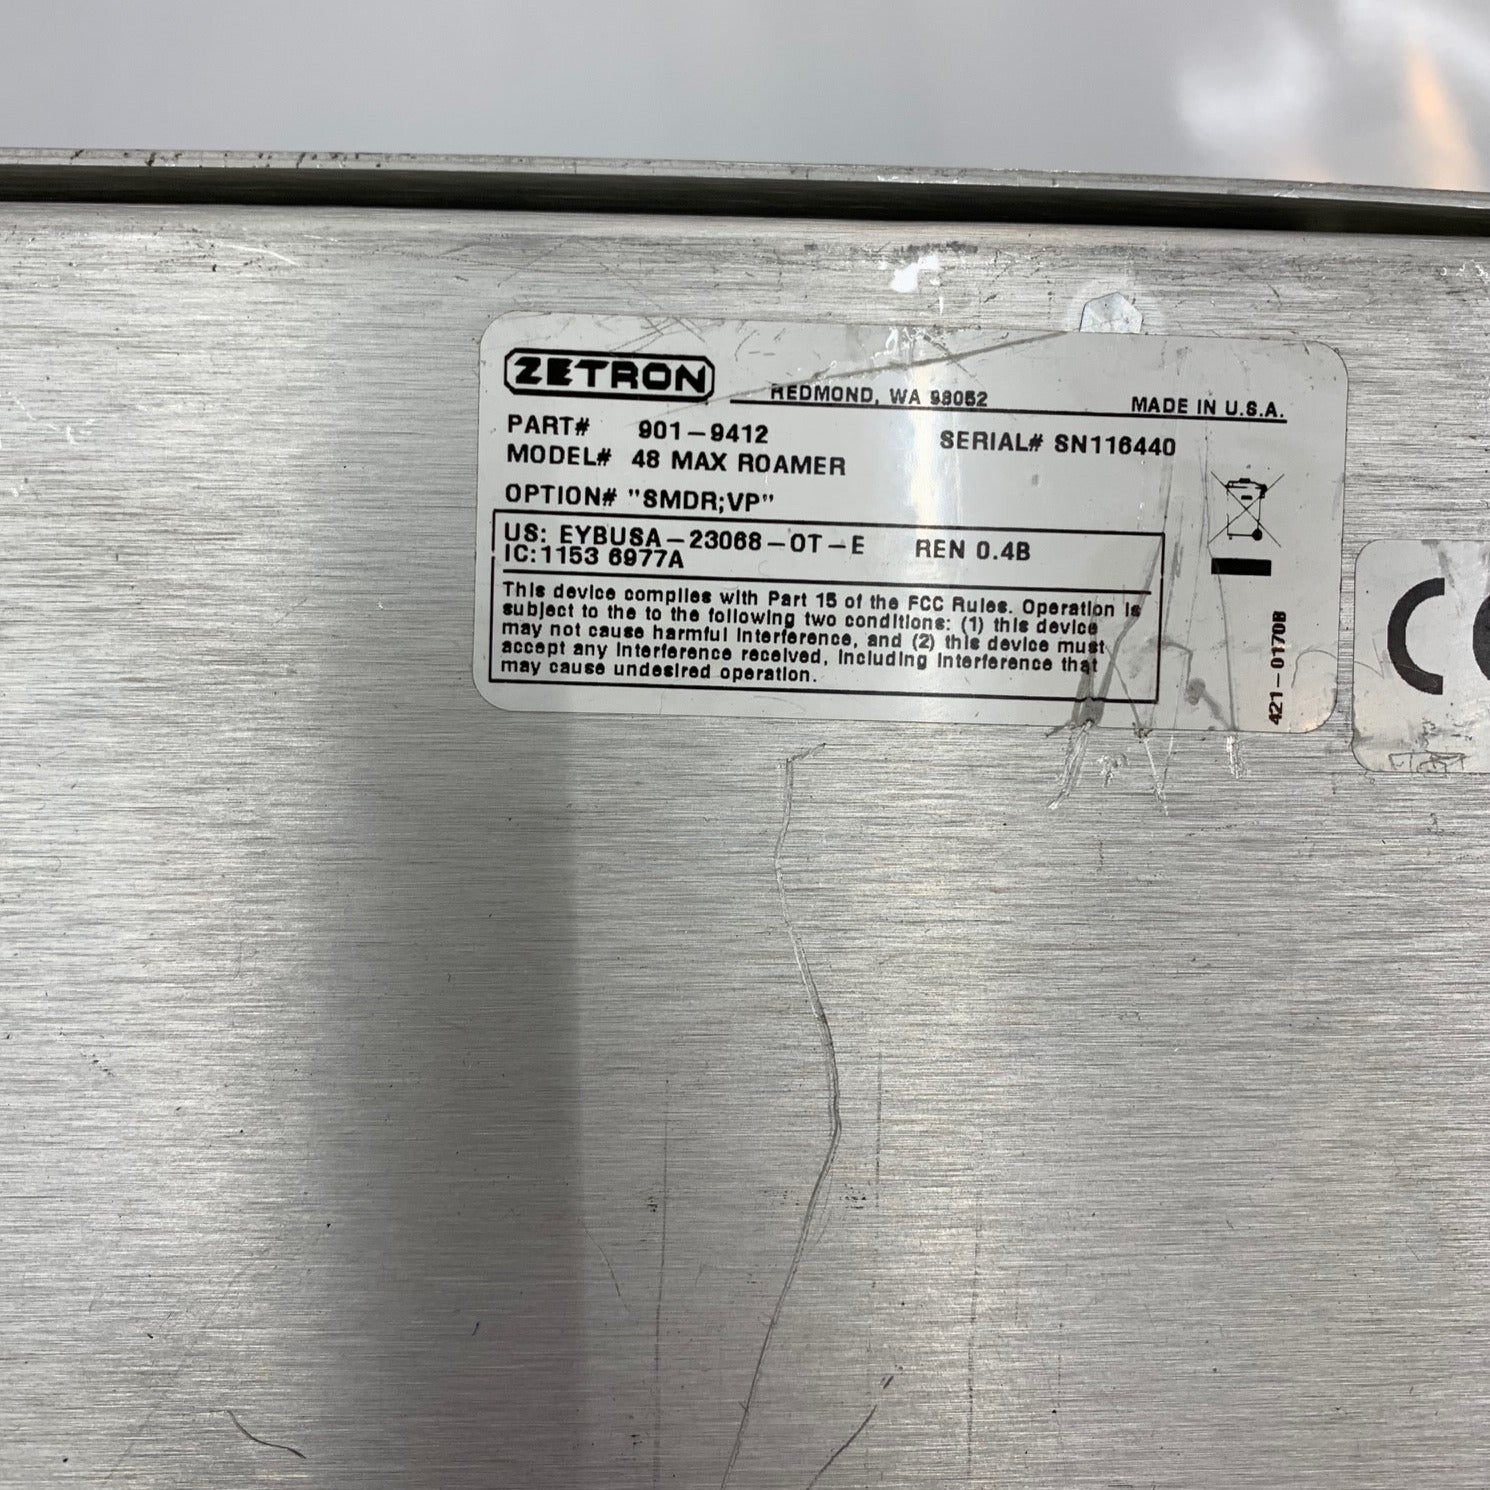 ZETRON REDMOND, WA 98052 MADE IN U.S.A.
PART# 901-9412 SERIAL# SN116440
MODEL# 48 MAX ROAMER
OPTION# "SMDR;VP"
US: EYBUSA-23068-OT-E REN 0.4B
IC:1153 6977A
This device complies with Part 15 of the FCC Rules. Operation is
subject to the to the following two conditions: (1) this device
may not cause harmful interference, and (2) this device must
accept any interference received, including interference that
may cause undesired operation.
421-0170B
CE